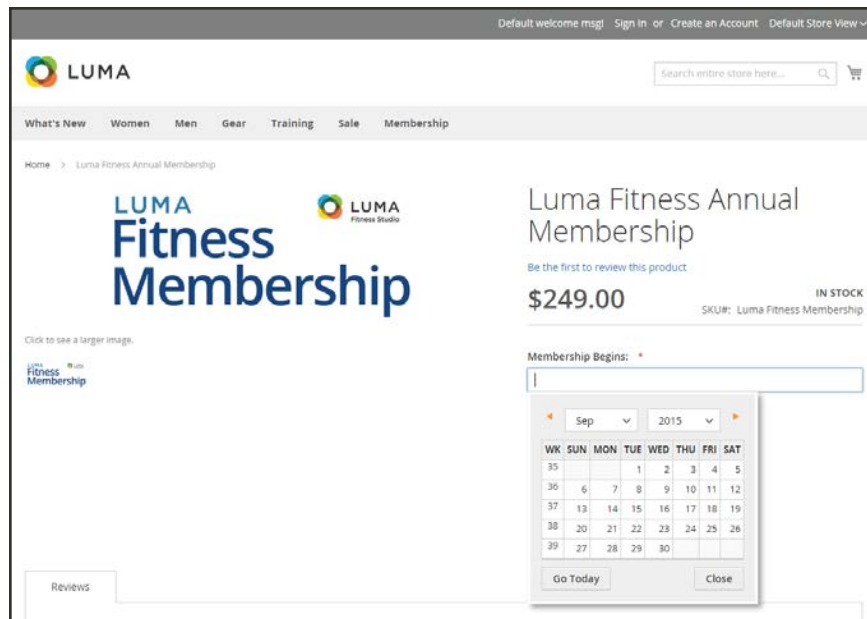 Default welcome msg! Sign In or Create an Account Default Store View
LUMA
Search entire store here...
What's New Women Men Gear Training Sale Membership
Home > Luma Fitness Annual Membership
LUMA
Fitness
Membership
LUMA
Fitness Studio
Luma Fitness Annual
Membership
Be the first to review this product
$249.00
IN STOCK
SKU#: Luma Fitness Membership
Click to see a larger image.
LUMA
Fitness
Membership
Membership Begins: *
Sep 2015
WK SUN MON TUE WED THU FRI SAT
35 1 2 3 4 5
36 6 7 8 9 10 11 12
37 13 14 15 16 17 18 19
38 20 21 22 23 24 25 26
39 27 28 29 30
Go Today Close
Reviews